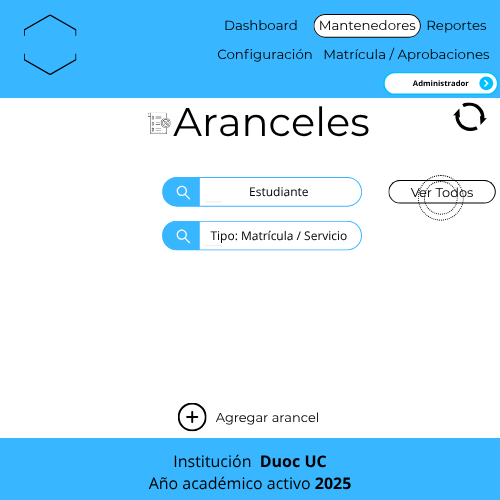 Dashboard Mantenedores Reportes
Configuración Matrícula / Aprobaciones
Administrador
Aranceles
Estudiante
Ver Todos
Tipo: Matrícula / Servicio
Agregar arancel
Institución Duoc UC
Año académico activo 2025